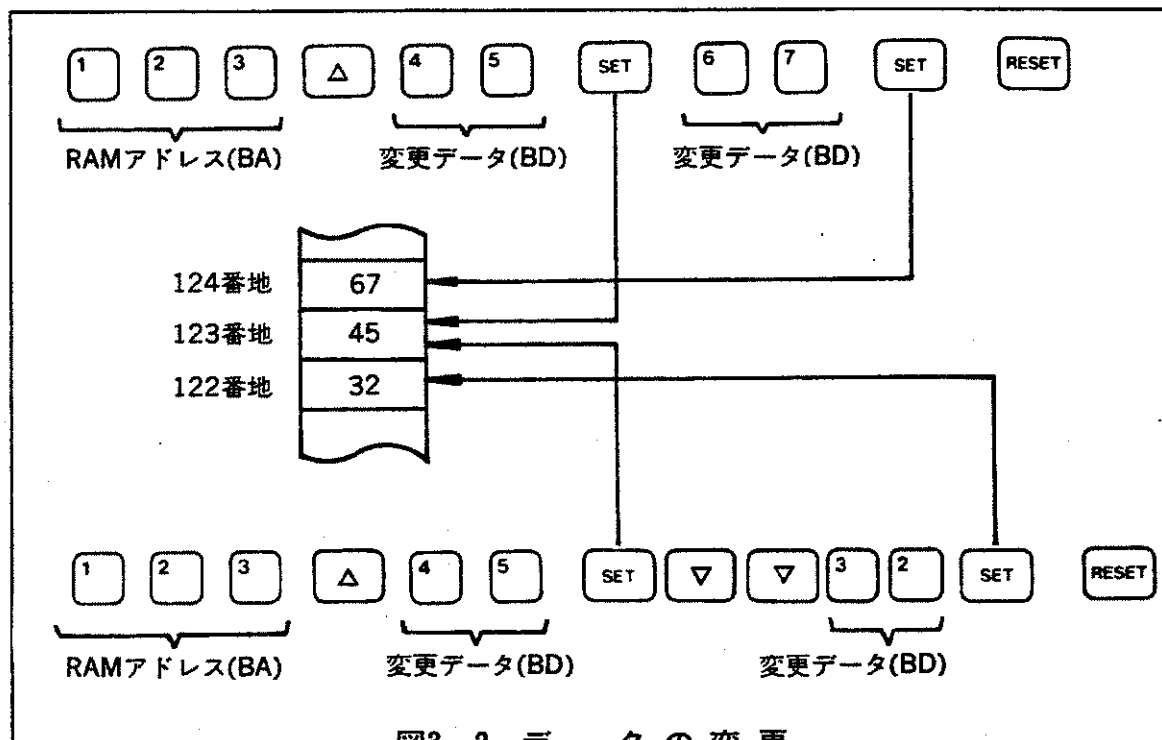 1 2 3 △ 4 5 SET 6 7 SET RESET
RAMアドレス(BA) 変更データ(BD) 変更データ(BD)
124番地 67
123番地 45
122番地 32
1 2 3 △ 4 5 SET ▽ ▽ 3 2 SET RESET
RAMアドレス(BA) 変更データ(BD) 変更データ(BD)